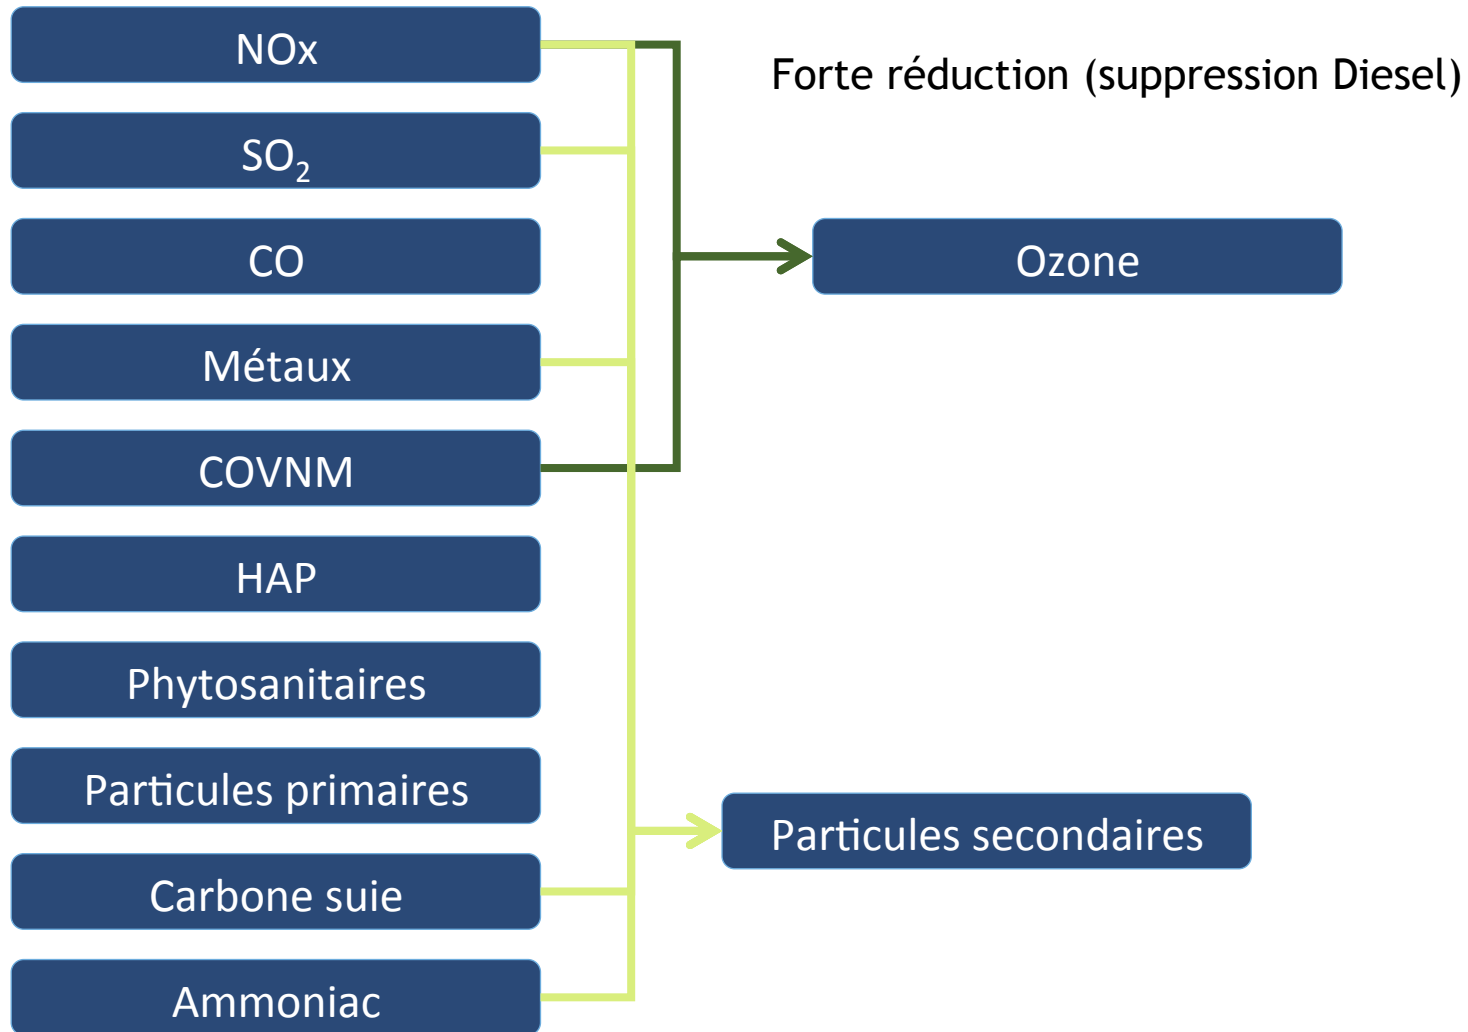 NOx
Forte réduction (suppression Diesel)
SO₂
CO
Ozone
Métaux
COVNM
HAP
Phytosanitaires
Particules primaires
Particules secondaires
Carbone suie
Ammoniac